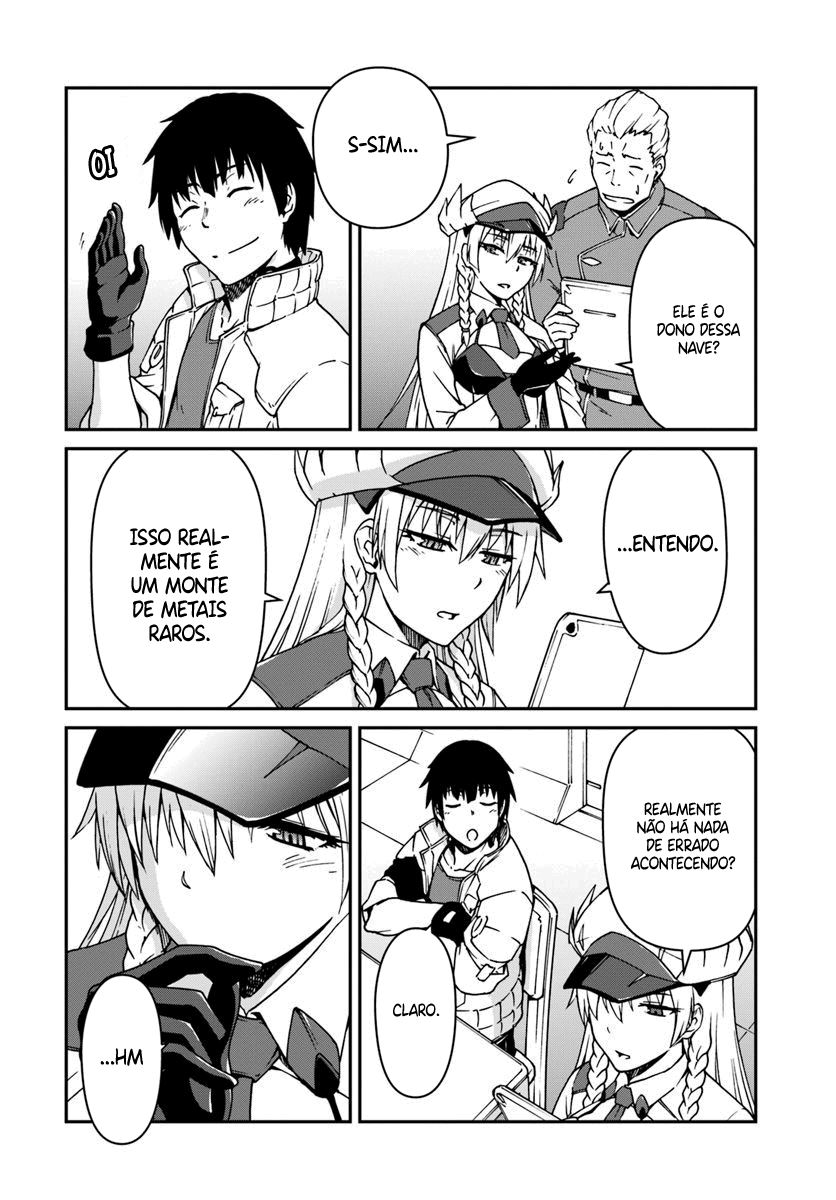 ELE É O
DONO DESSA
NAVE?
S-SIM...
OI
...ENTENDO.
ISSO REAL-
MENTE É
UM MONTE
DE METAIS
RAROS.
REALMENTE
NÃO HÁ NADA
DE ERRADO
ACONTECENDO?
CLARO.
...HM